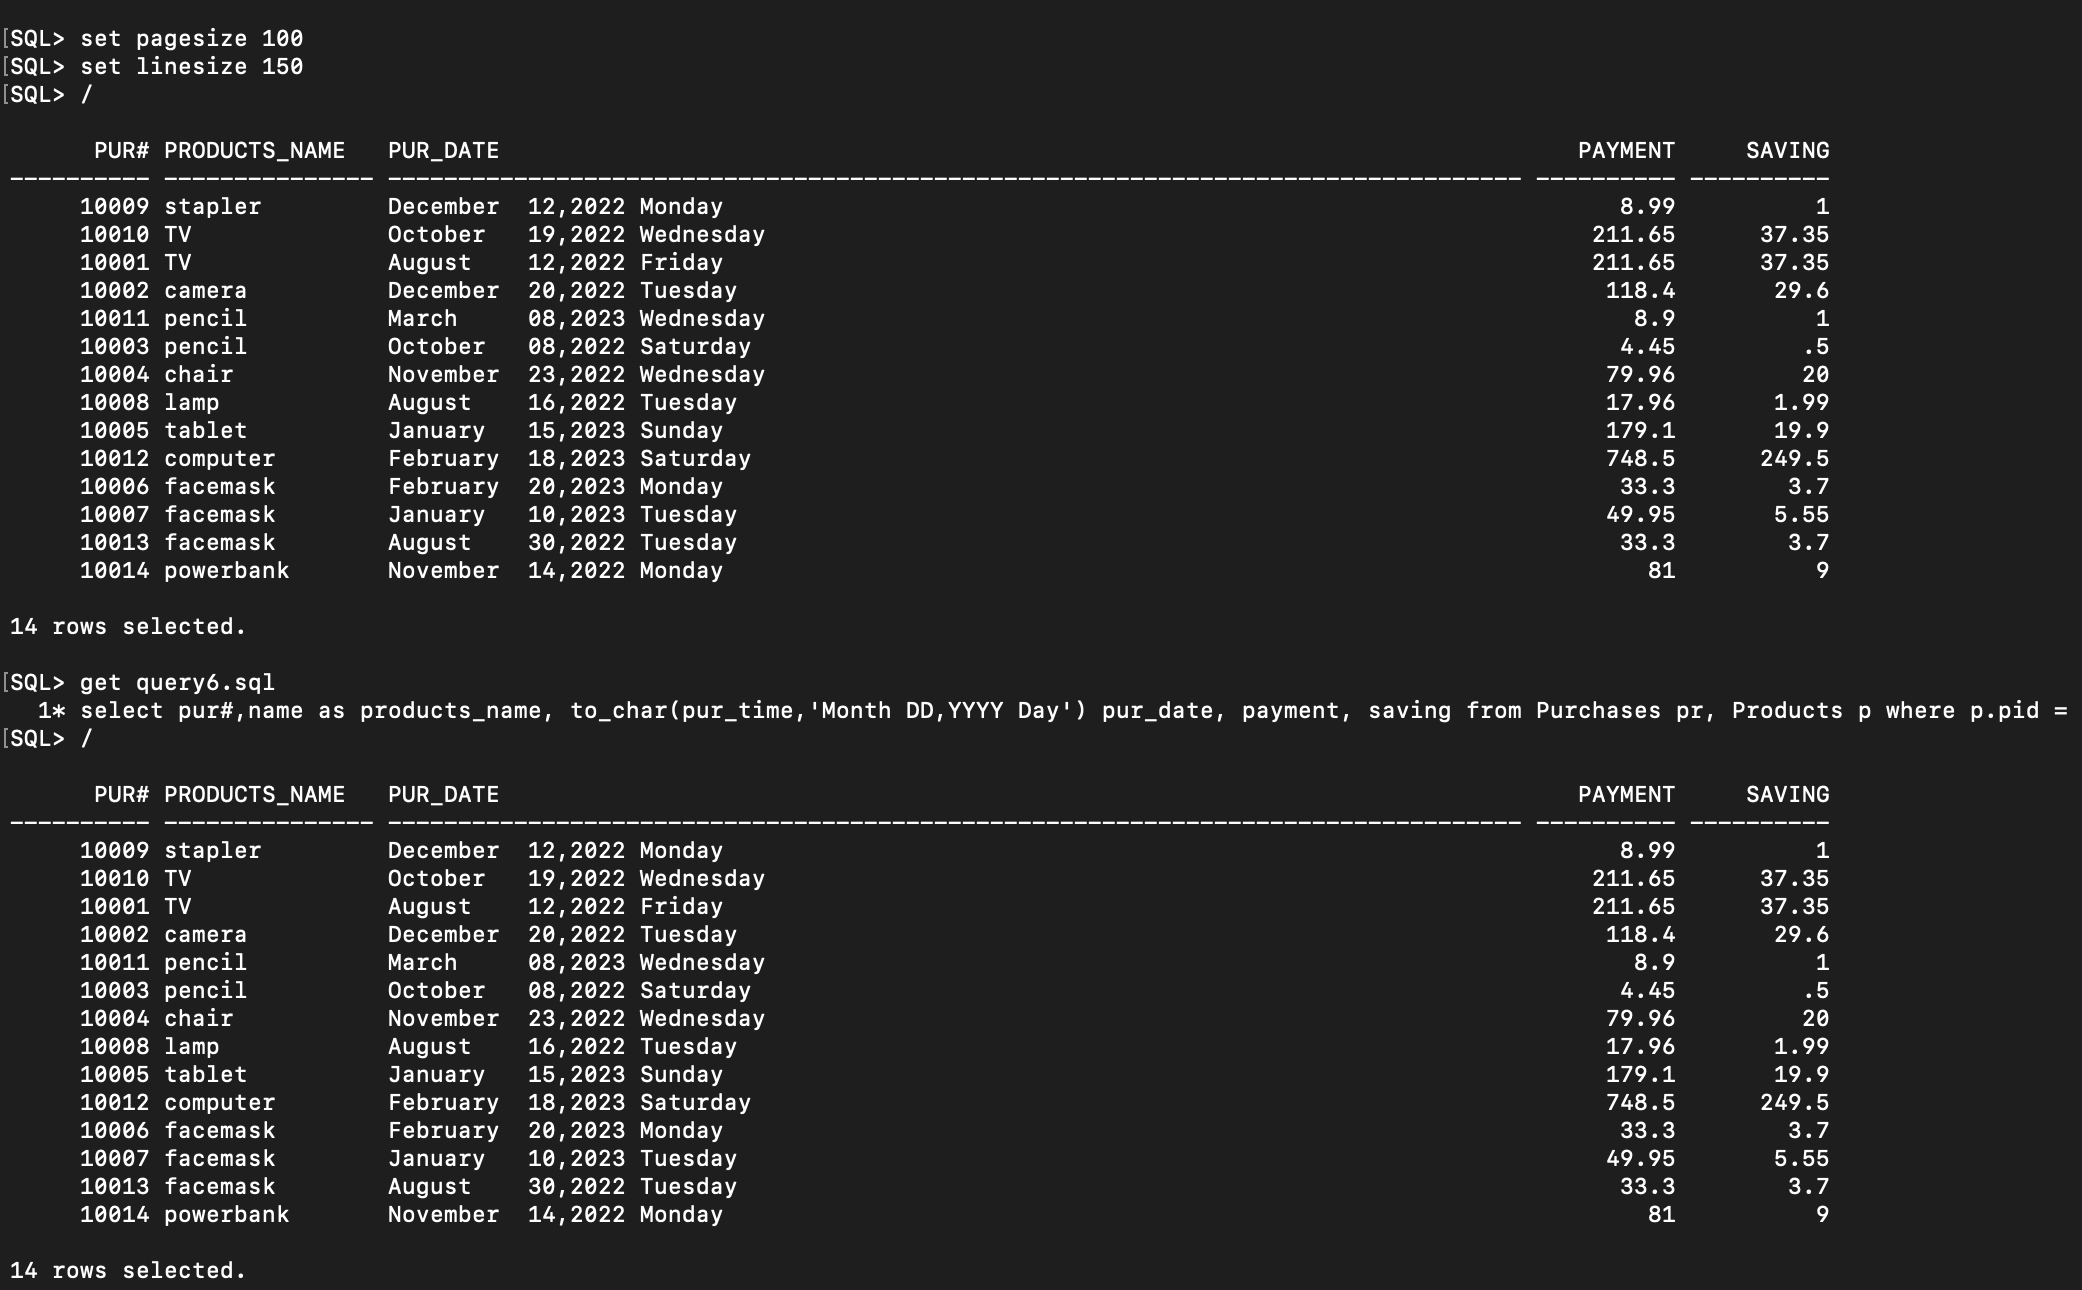 [SQL> set pagesize 100
[SQL> set linesize 150
[SQL> /
      PUR# PRODUCTS_NAME   PUR_DATE                                                                             PAYMENT     SAVING
---------- --------------- --------------------------------------------------------------------------------- ---------- ----------
     10009 stapler         December  12,2022 Monday                                                                8.99          1
     10010 TV              October   19,2022 Wednesday                                                           211.65      37.35
     10001 TV              August    12,2022 Friday                                                              211.65      37.35
     10002 camera          December  20,2022 Tuesday                                                              118.4       29.6
     10011 pencil          March     08,2023 Wednesday                                                              8.9          1
     10003 pencil          October   08,2022 Saturday                                                              4.45         .5
     10004 chair           November  23,2022 Wednesday                                                            79.96         20
     10008 lamp            August    16,2022 Tuesday                                                              17.96       1.99
     10005 tablet          January   15,2023 Sunday                                                               179.1       19.9
     10012 computer        February  18,2023 Saturday                                                             748.5      249.5
     10006 facemask        February  20,2023 Monday                                                                33.3        3.7
     10007 facemask        January   10,2023 Tuesday                                                              49.95       5.55
     10013 facemask        August    30,2022 Tuesday                                                               33.3        3.7
     10014 powerbank       November  14,2022 Monday                                                                  81          9
14 rows selected.
[SQL> get query6.sql
  1* select pur#,name as products_name, to_char(pur_time,'Month DD,YYYY Day') pur_date, payment, saving from Purchases pr, Products p where p.pid =
[SQL> /
      PUR# PRODUCTS_NAME   PUR_DATE                                                                             PAYMENT     SAVING
---------- --------------- --------------------------------------------------------------------------------- ---------- ----------
     10009 stapler         December  12,2022 Monday                                                                8.99          1
     10010 TV              October   19,2022 Wednesday                                                           211.65      37.35
     10001 TV              August    12,2022 Friday                                                              211.65      37.35
     10002 camera          December  20,2022 Tuesday                                                              118.4       29.6
     10011 pencil          March     08,2023 Wednesday                                                              8.9          1
     10003 pencil          October   08,2022 Saturday                                                              4.45         .5
     10004 chair           November  23,2022 Wednesday                                                            79.96         20
     10008 lamp            August    16,2022 Tuesday                                                              17.96       1.99
     10005 tablet          January   15,2023 Sunday                                                               179.1       19.9
     10012 computer        February  18,2023 Saturday                                                             748.5      249.5
     10006 facemask        February  20,2023 Monday                                                                33.3        3.7
     10007 facemask        January   10,2023 Tuesday                                                              49.95       5.55
     10013 facemask        August    30,2022 Tuesday                                                               33.3        3.7
     10014 powerbank       November  14,2022 Monday                                                                  81          9
14 rows selected.